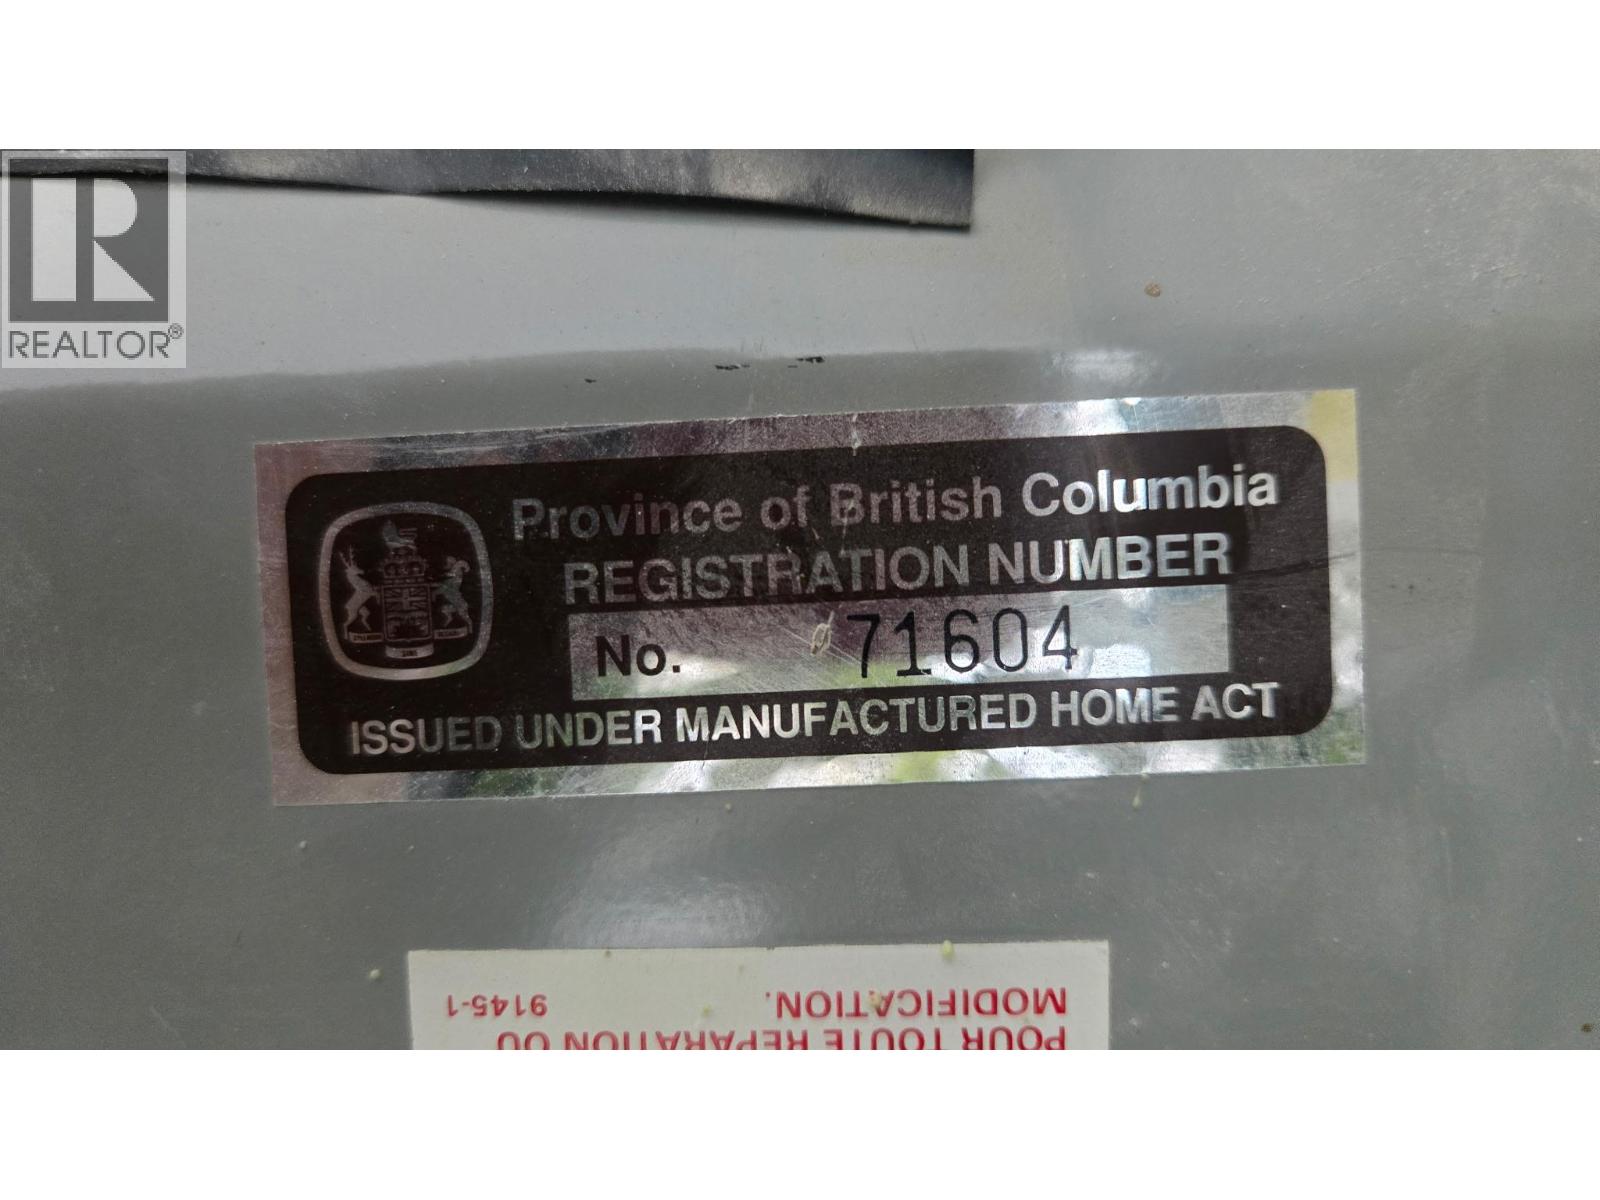 REALTOR®
Province of British Columbia
REGISTRATION NUMBER
No. 71604
ISSUED UNDER MANUFACTURED HOME ACT
POUR TOUTE REPARATION OU
MODIFICATION. 9145-1